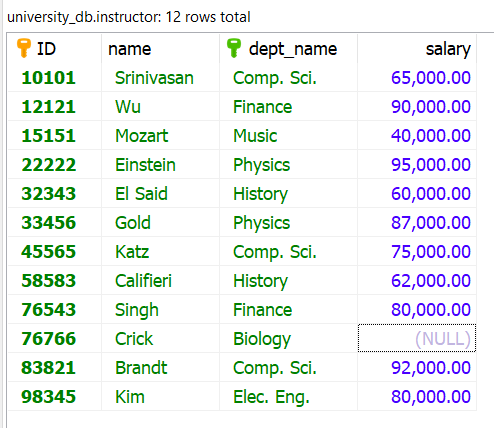 university_db.instructor: 12 rows total
ID name dept_name salary
10101 Srinivasan Comp. Sci. 65,000.00
12121 Wu Finance 90,000.00
15151 Mozart Music 40,000.00
22222 Einstein Physics 95,000.00
32343 El Said History 60,000.00
33456 Gold Physics 87,000.00
45565 Katz Comp. Sci. 75,000.00
58583 Califieri History 62,000.00
76543 Singh Finance 80,000.00
76766 Crick Biology (NULL)
83821 Brandt Comp. Sci. 92,000.00
98345 Kim Elec. Eng. 80,000.00